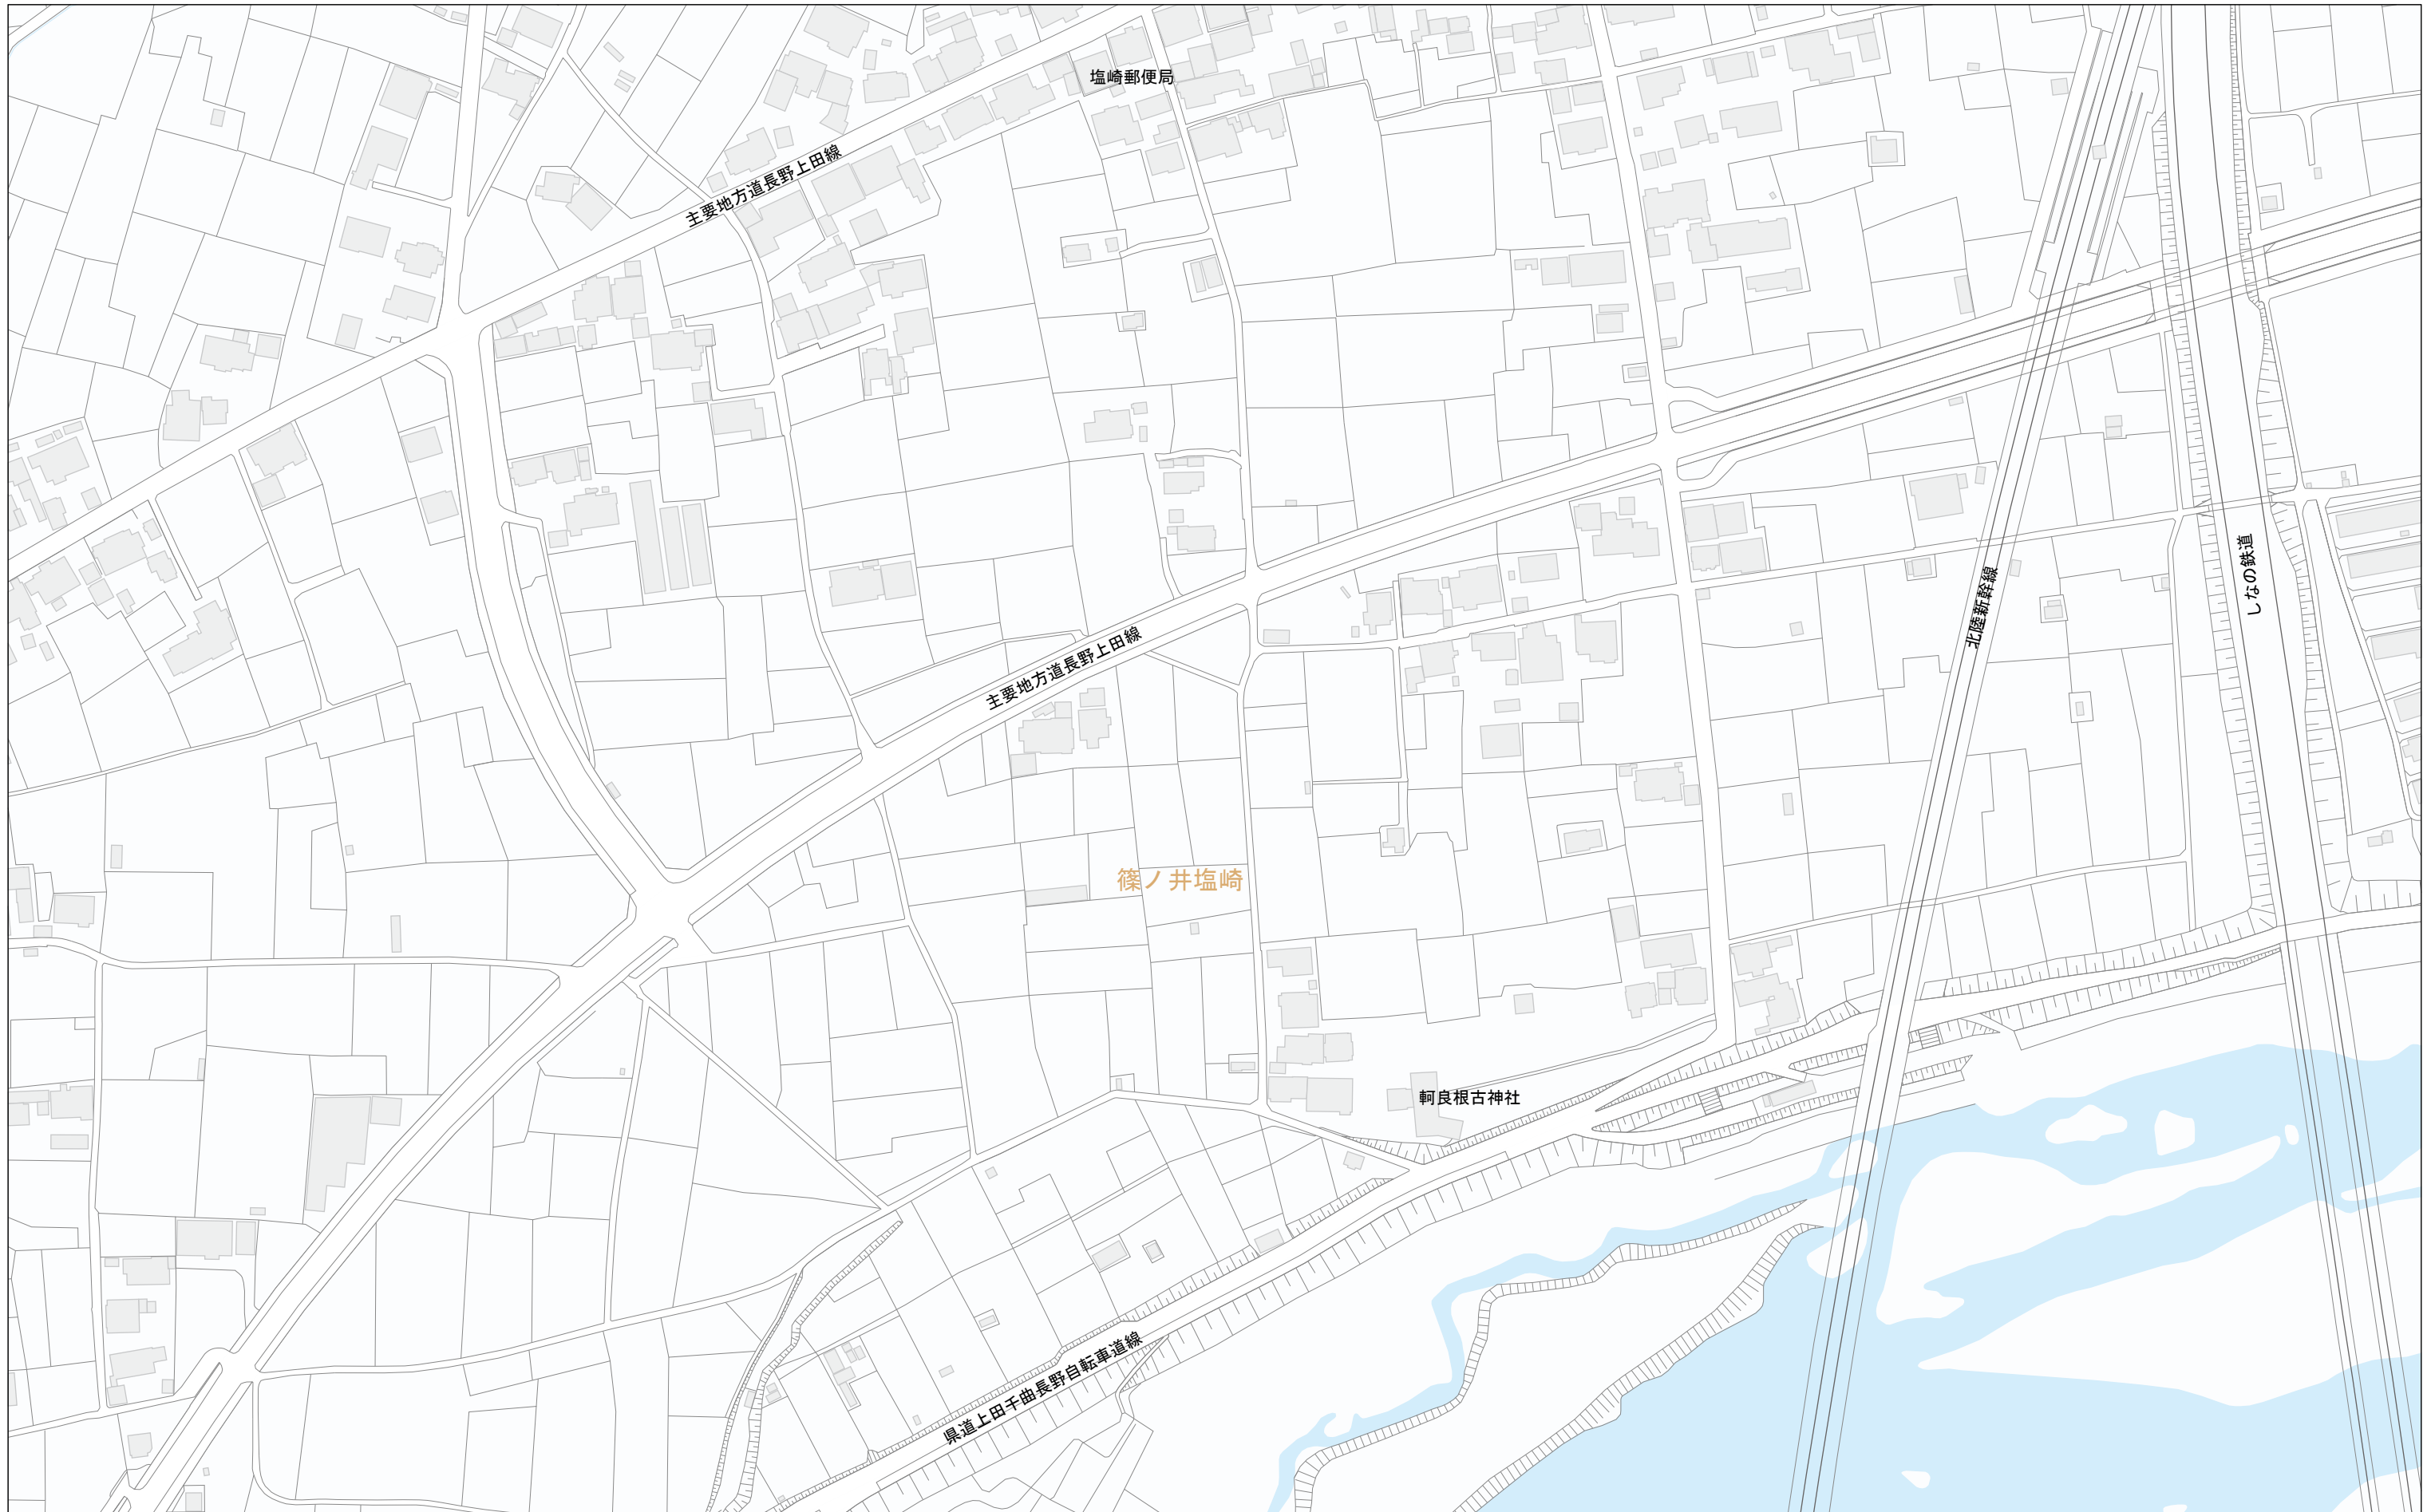 塩崎郵便局
主要地方道長野上田線
しなの鉄道
北陸新幹線
主要地方道長野上田線
篠ノ井塩崎
軻良根古神社
県道上田千曲長野自転車道線